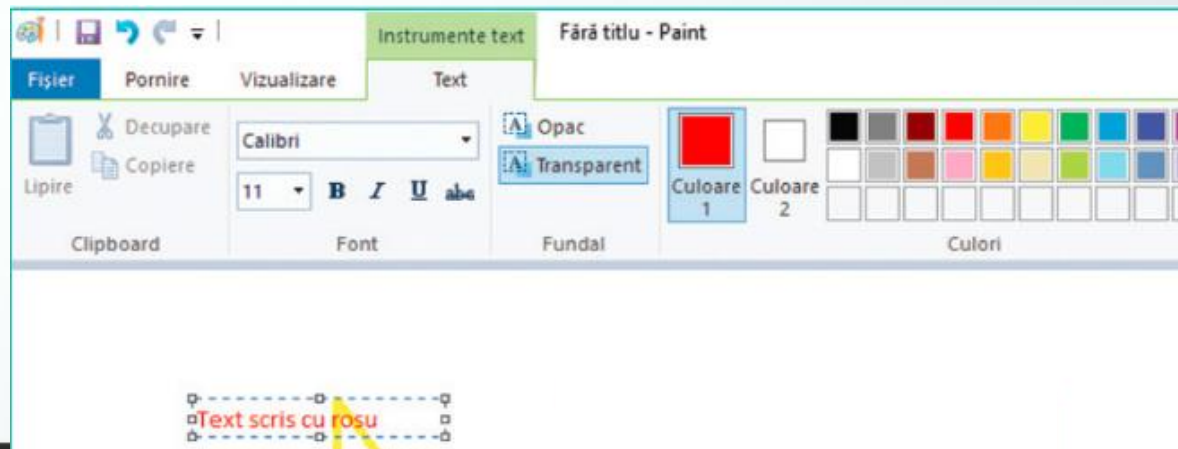 Instrumente text Fără titlu - Paint
Fișier Pornire Vizualizare Text
Lipire
Decupare
Copiere
Clipboard
Calibri
11 B I U abc
Font
Opac
Transparent
Fundal
Culoare 1
Culoare 2
Culori
Text scris cu rosu